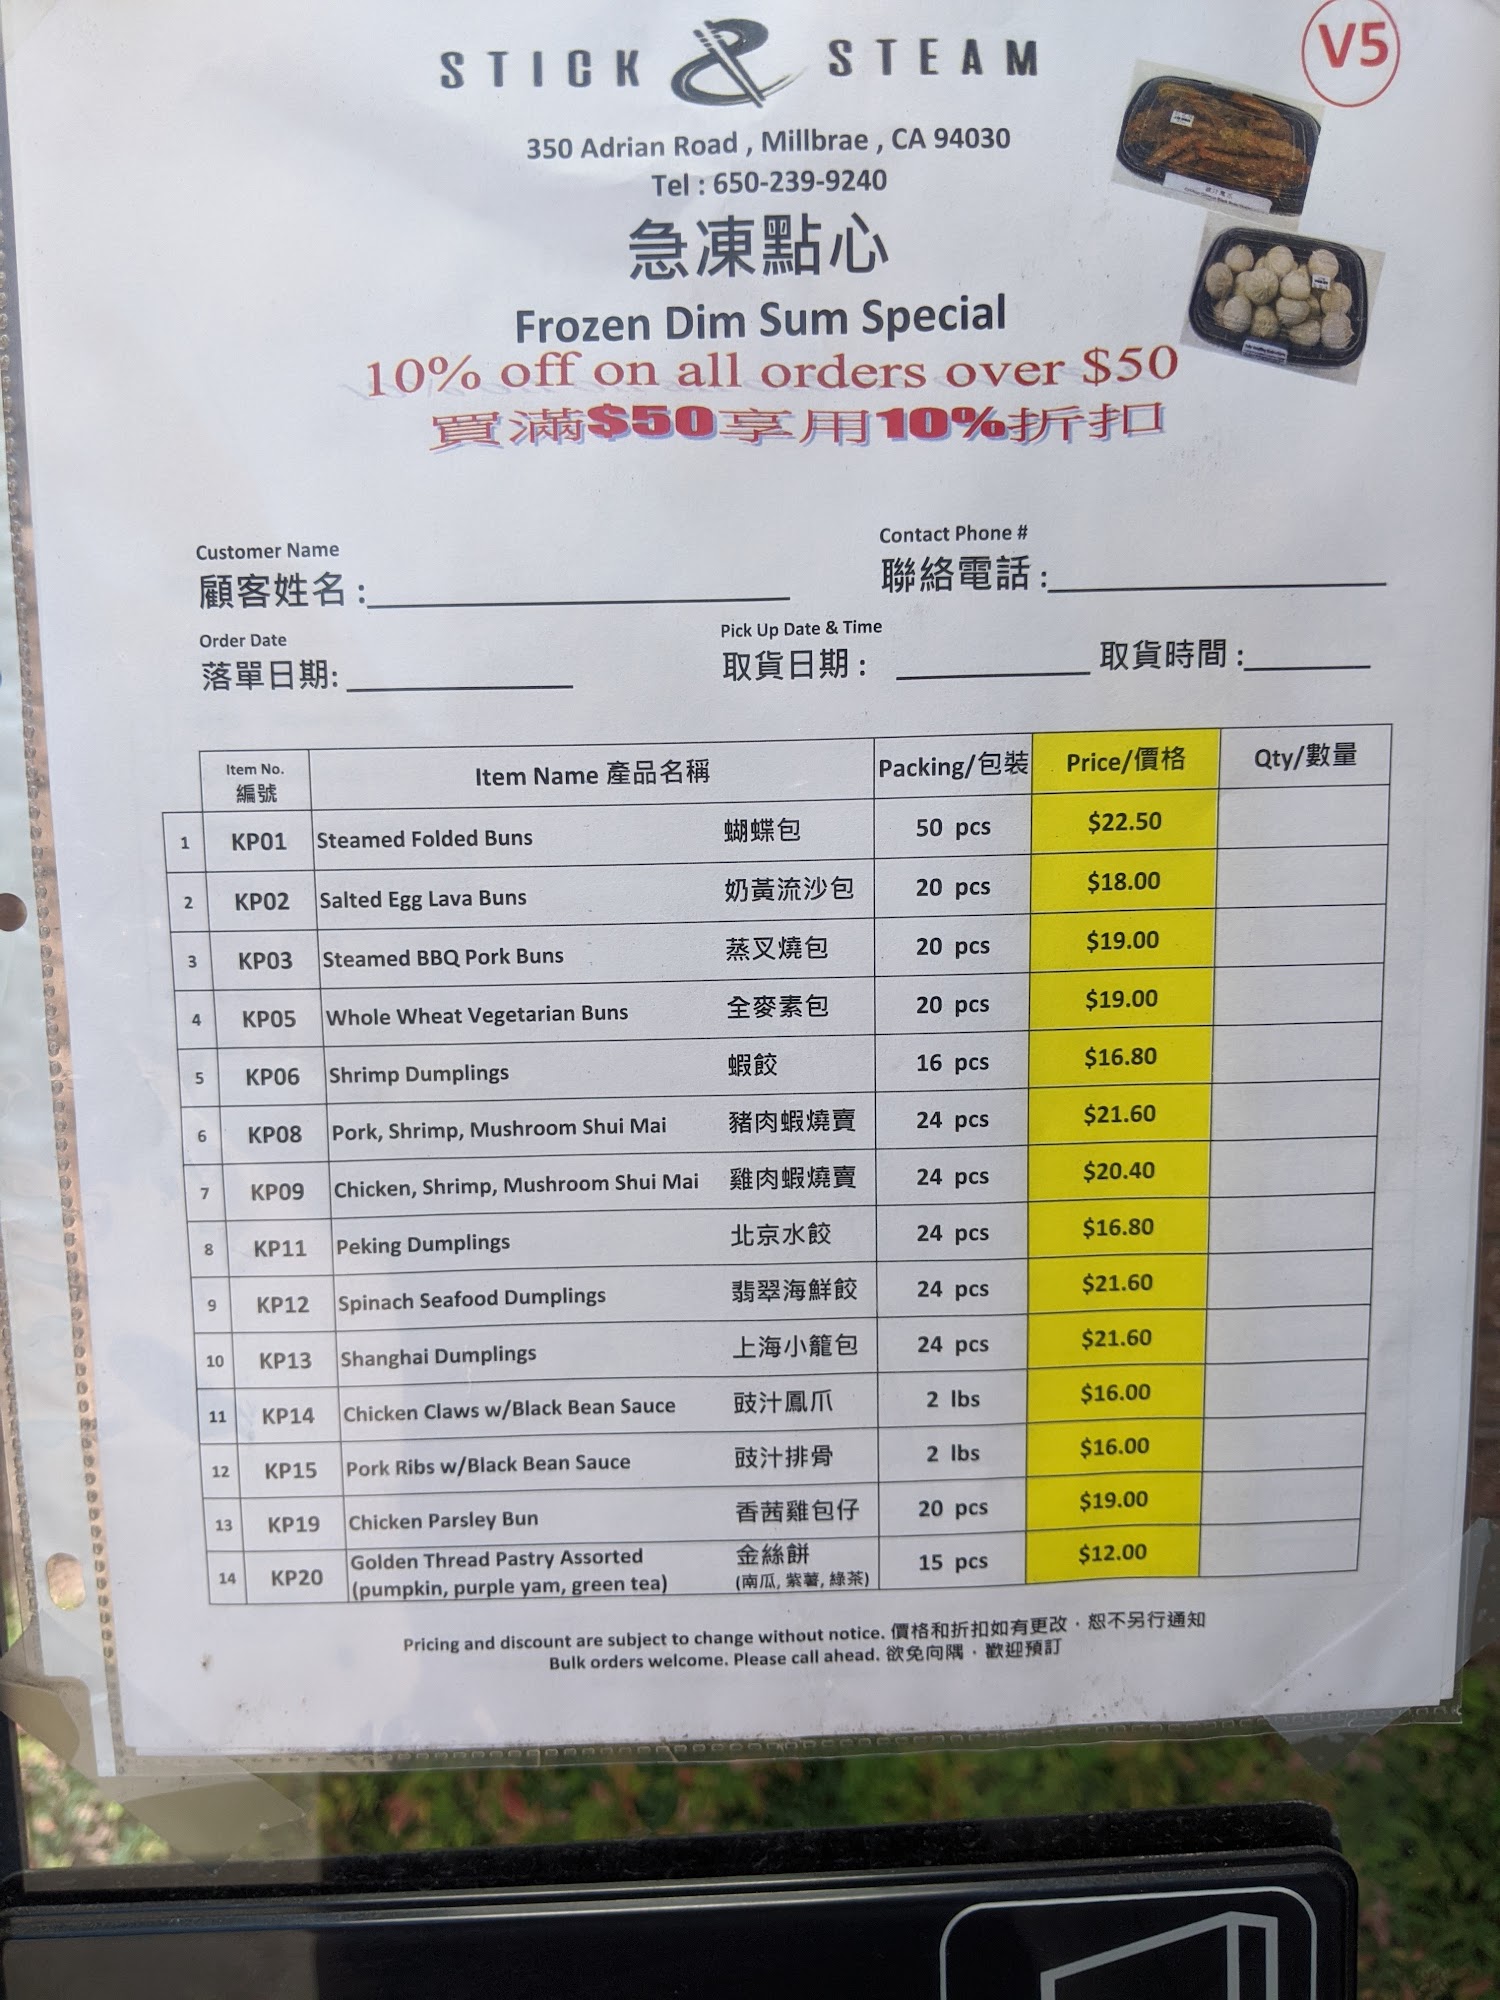 STICK & STEAM
V5
350 Adrian Road , Millbrae , CA 94030
Tel : 650-239-9240
急凍點心
Frozen Dim Sum Special
10% off on all orders over $50
買滿$50享用10%折扣
Customer Name
顧客姓名 :
Contact Phone #
聯絡電話 :
Order Date
落單日期:
Pick Up Date & Time
取貨日期 : 取貨時間 :
Item No. 編號 Item Name 產品名稱 Packing/包裝 Price/價格 Qty/數量
1 KP01 Steamed Folded Buns 蝴蝶包 50 pcs $22.50
2 KP02 Salted Egg Lava Buns 奶黃流沙包 20 pcs $18.00
3 KP03 Steamed BBQ Pork Buns 蒸叉燒包 20 pcs $19.00
4 KP05 Whole Wheat Vegetarian Buns 全麥素包 20 pcs $19.00
5 KP06 Shrimp Dumplings 蝦餃 16 pcs $16.80
6 KP08 Pork, Shrimp, Mushroom Shui Mai 豬肉蝦燒賣 24 pcs $21.60
7 KP09 Chicken, Shrimp, Mushroom Shui Mai 雞肉蝦燒賣 24 pcs $20.40
8 KP11 Peking Dumplings 北京水餃 24 pcs $16.80
9 KP12 Spinach Seafood Dumplings 翡翠海鮮餃 24 pcs $21.60
10 KP13 Shanghai Dumplings 上海小籠包 24 pcs $21.60
11 KP14 Chicken Claws w/Black Bean Sauce 豉汁鳳爪 2 lbs $16.00
12 KP15 Pork Ribs w/Black Bean Sauce 豉汁排骨 2 lbs $16.00
13 KP19 Chicken Parsley Bun 香茜雞包仔 20 pcs $19.00
14 KP20 Golden Thread Pastry Assorted 金絲餅 15 pcs $12.00
(pumpkin, purple yam, green tea) (南瓜, 紫薯, 綠茶)
Pricing and discount are subject to change without notice. 價格和折扣如有更改，恕不另行通知
Bulk orders welcome. Please call ahead. 欲免向隅，歡迎預訂